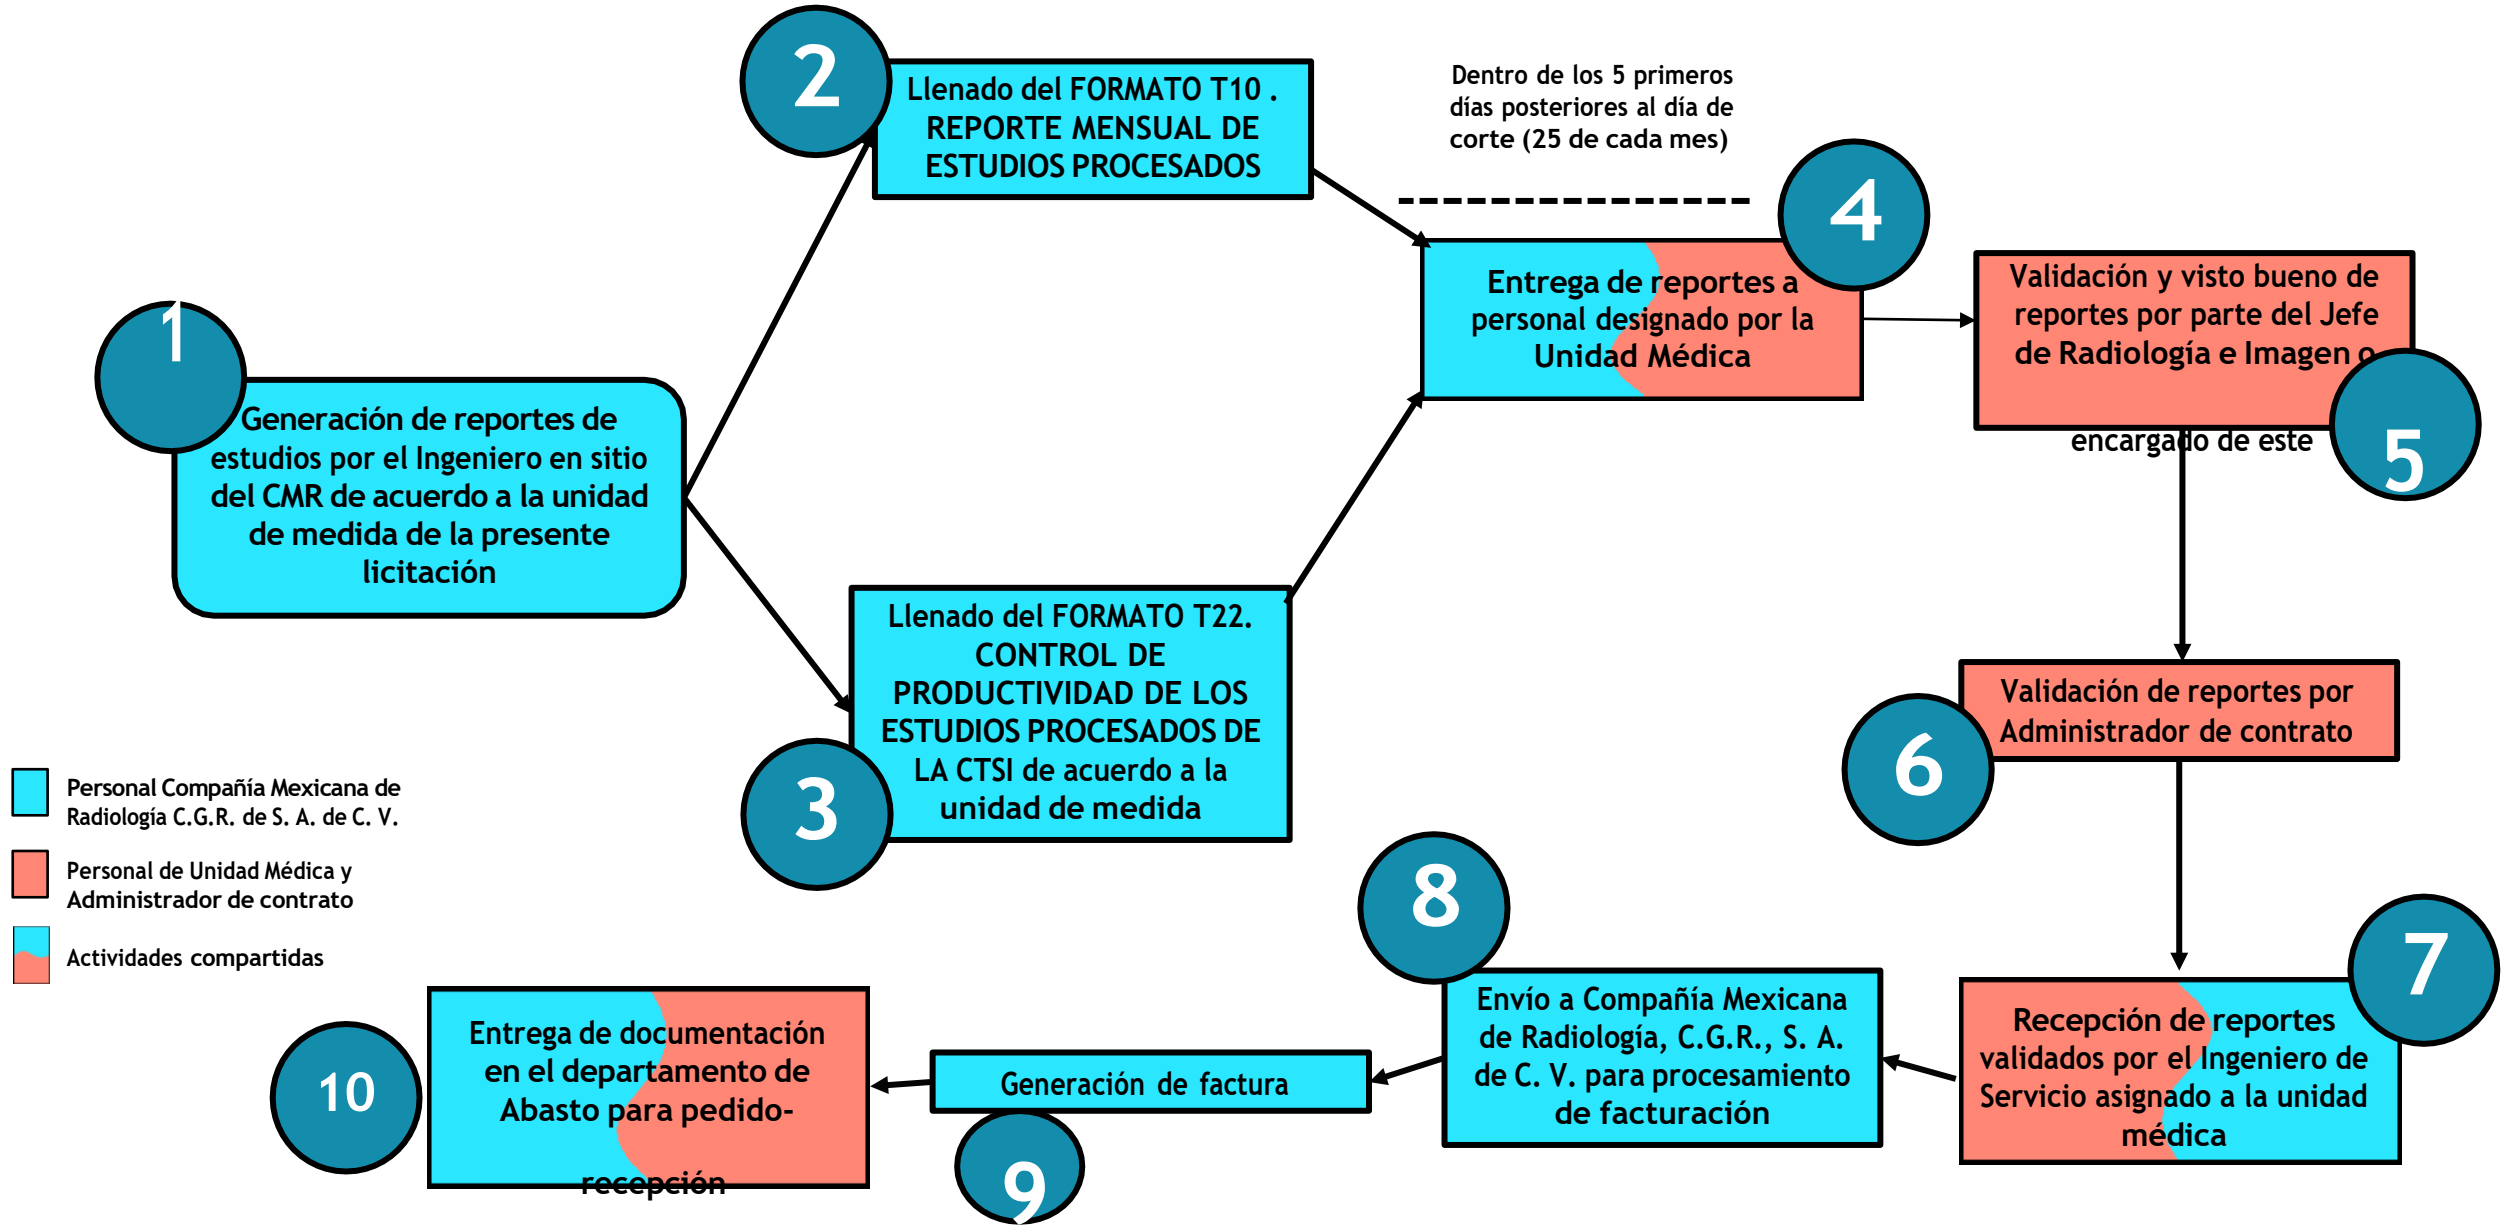 1
Generación de reportes de
estudios por el Ingeniero en sitio
del CMR de acuerdo a la unidad
de medida de la presente
licitación
2
Llenado del FORMATO T10 .
REPORTE MENSUAL DE
ESTUDIOS PROCESADOS
3
Llenado del FORMATO T22.
CONTROL DE
PRODUCTIVIDAD DE LOS
ESTUDIOS PROCESADOS DE
LA CTSI de acuerdo a la
unidad de medida
Dentro de los 5 primeros
días posteriores al día de
corte (25 de cada mes)
4
Entrega de reportes a
personal designado por la
Unidad Médica
5
Validación y visto bueno de
reportes por parte del Jefe
de Radiología e Imagen o
encargado de este
6
Validación de reportes por
Administrador de contrato
7
Recepción de reportes
validados por el Ingeniero de
Servicio asignado a la unidad
médica
8
Envío a Compañía Mexicana
de Radiología, C.G.R., S. A.
de C. V. para procesamiento
de facturación
9
Generación de factura
10
Entrega de documentación
en el departamento de
Abasto para pedido-
recepción
Personal Compañía Mexicana de
Radiología C.G.R. de S. A. de C. V.
Personal de Unidad Médica y
Administrador de contrato
Actividades compartidas